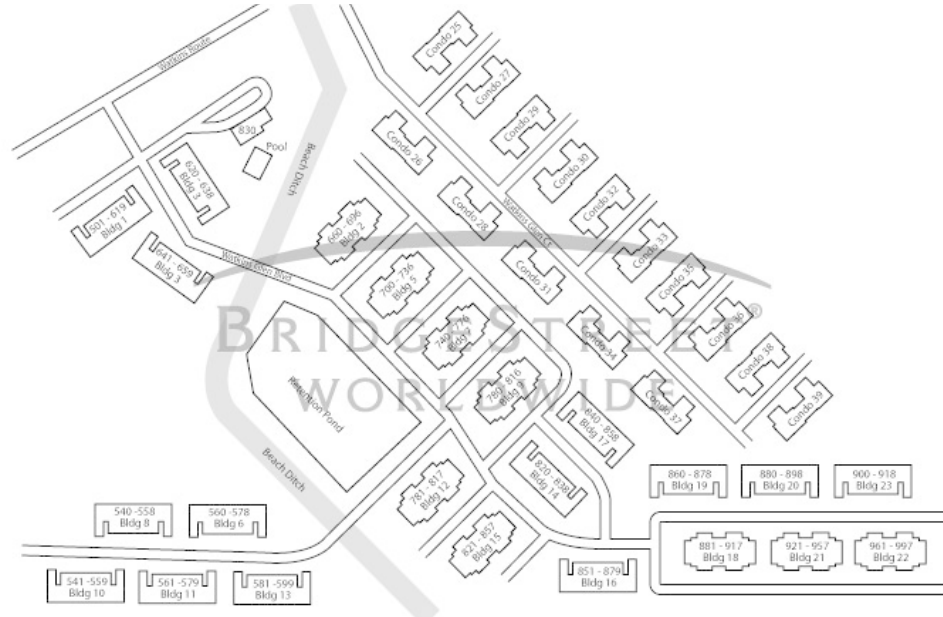 Watkins Route
Condo 25
Condo 27
Condo 29
Condo 30
Condo 32
Condo 33
Condo 35
Condo 36
Condo 38
Condo 39
Condo 26
Condo 28
Condo 31
Condo 34
Condo 37
Watkins Glen Ct
830
Pool
Beach Ditch
620 - 638
Bldg 3
501 - 619
Bldg 1
641 - 659
Bldg 3
660 - 696
Bldg 2
700 - 736
Bldg 5
740 - 776
780 - 816
840 - 858
Bldg 17
820 - 838
Bldg 14
781 - 817
Bldg 12
821 - 857
Bldg 15
Retention Pond
Beach Ditch
BRIDGESTREET®
WORLDWIDE
860 - 878
Bldg 19
880 - 898
Bldg 20
900 - 918
Bldg 23
540 -558
Bldg 8
560 -578
Bldg 6
881 - 917
Bldg 18
921 - 957
Bldg 21
961 - 997
Bldg 22
541 -559
Bldg 10
561 -579
Bldg 11
581 -599
Bldg 13
851 - 879
Bldg 16